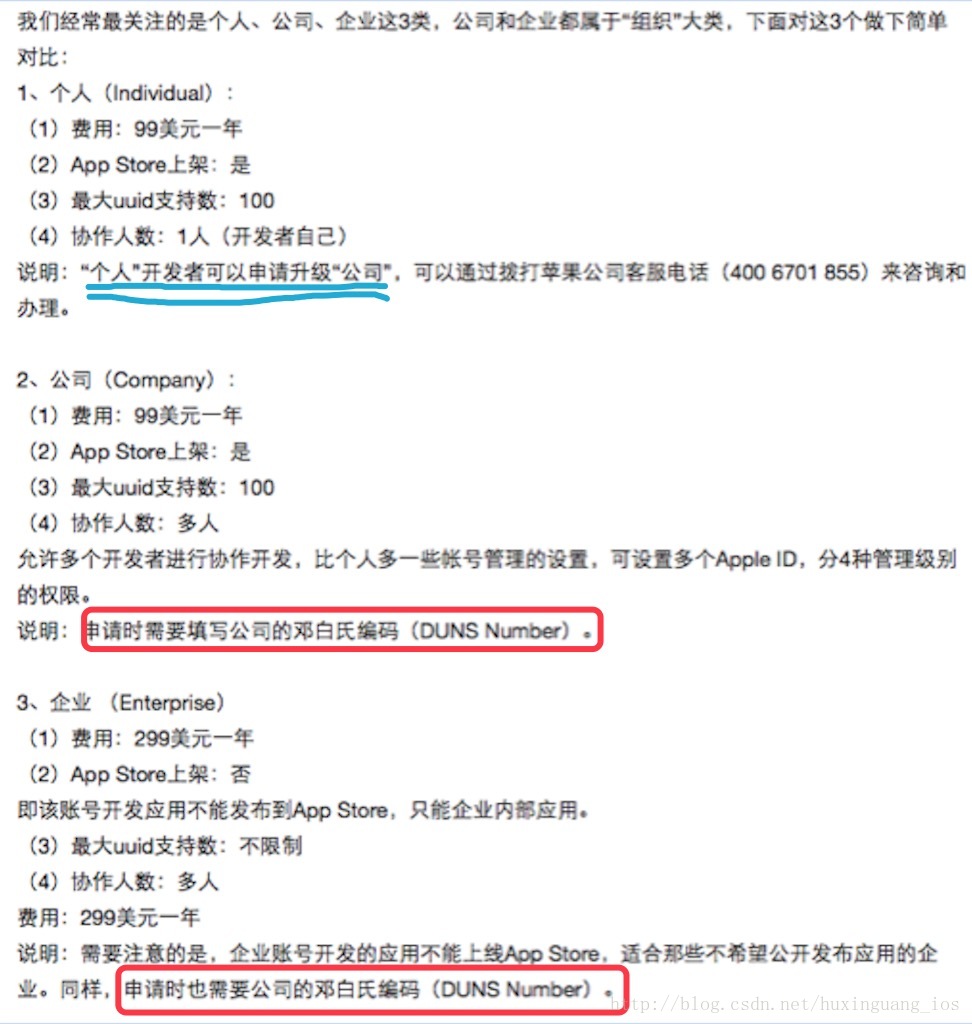 我们经常最关注的是个人、公司、企业这3类，公司和企业都属于“组织”大类，下面对这3个做下简单
对比：
1、个人（Individual）：
（1）费用：99美元一年
（2）App Store上架：是
（3）最大uuid支持数：100
（4）协作人数：1人（开发者自己）
说明：“个人”开发者可以申请升级“公司”，可以通过拨打苹果公司客服电话（400 6701 855）来咨询和
办理。
2、公司（Company）：
（1）费用：99美元一年
（2）App Store上架：是
（3）最大uuid支持数：100
（4）协作人数：多人
允许多个开发者进行协作开发，比个人多一些帐号管理的设置，可设置多个Apple ID，分4种管理级别
的权限。
说明：申请时需要填写公司的邓白氏编码（DUNS Number）。
3、企业 （Enterprise）
（1）费用：299美元一年
（2）App Store上架：否
即该账号开发应用不能发布到App Store，只能企业内部应用。
（3）最大uuid支持数：不限制
（4）协作人数：多人
费用：299美元一年
说明：需要注意的是，企业账号开发的应用不能上线App Store，适合那些不希望公开发布应用的企
业。同样，申请时也需要公司的邓白氏编码（DUNS Number）。
http://blog.csdn.net/huxinguang_ios